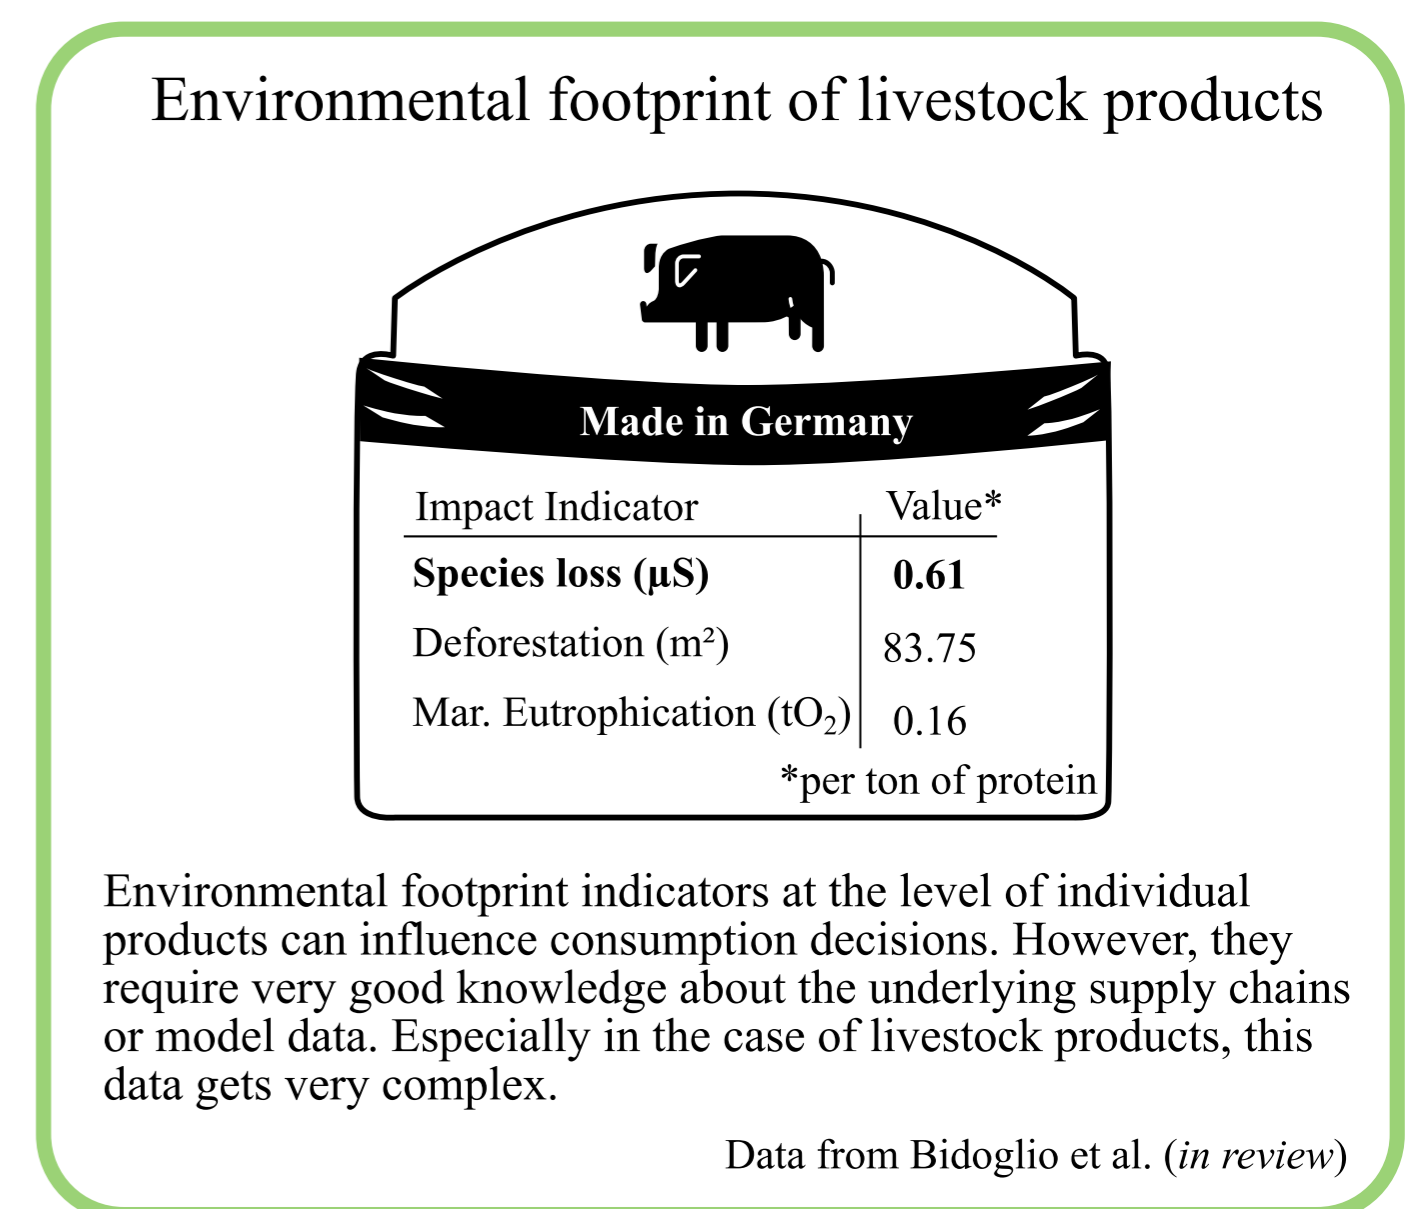 Environmental footprint of livestock products
Made in Germany
Impact Indicator Value*
Species loss (µS) 0.61
Deforestation (m²) 83.75
Mar. Eutrophication (tO₂) 0.16
*per ton of protein
Environmental footprint indicators at the level of individual
products can influence consumption decisions. However, they
require very good knowledge about the underlying supply chains
or model data. Especially in the case of livestock products, this
data gets very complex.
Data from Bidoglio et al. (in review)